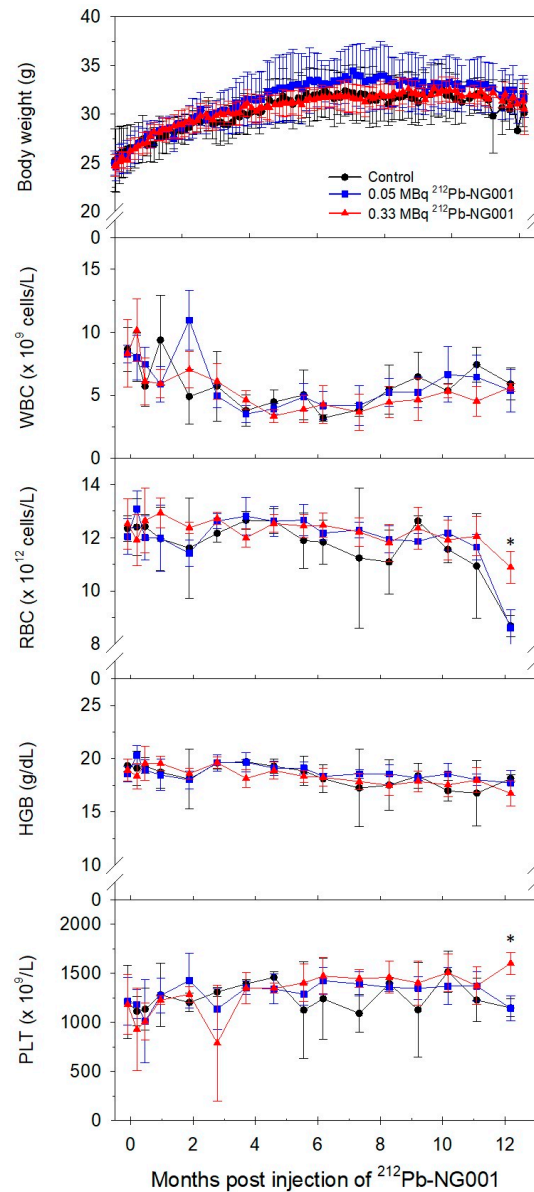 Body weight (g)
40
35
30
25
20
0
Control
0.05 MBq ²¹²Pb-NG001
0.33 MBq ²¹²Pb-NG001
WBC (x 10⁹ cells/L)
15
10
5
0
RBC (x 10¹² cells/L)
14
12
10
8
0
*
HGB (g/dL)
25
20
15
10
0
PLT (x 10⁹/L)
2000
1500
1000
500
0
*
0 2 4 6 8 10 12
Months post injection of ²¹²Pb-NG001